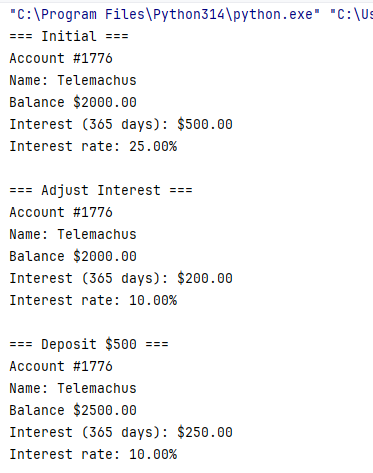 "C:\Program Files\Python314\python.exe" "C:\Us
=== Initial ===
Account #1776
Name: Telemachus
Balance $2000.00
Interest (365 days): $500.00
Interest rate: 25.00%
=== Adjust Interest ===
Account #1776
Name: Telemachus
Balance $2000.00
Interest (365 days): $200.00
Interest rate: 10.00%
=== Deposit $500 ===
Account #1776
Name: Telemachus
Balance $2500.00
Interest (365 days): $250.00
Interest rate: 10.00%